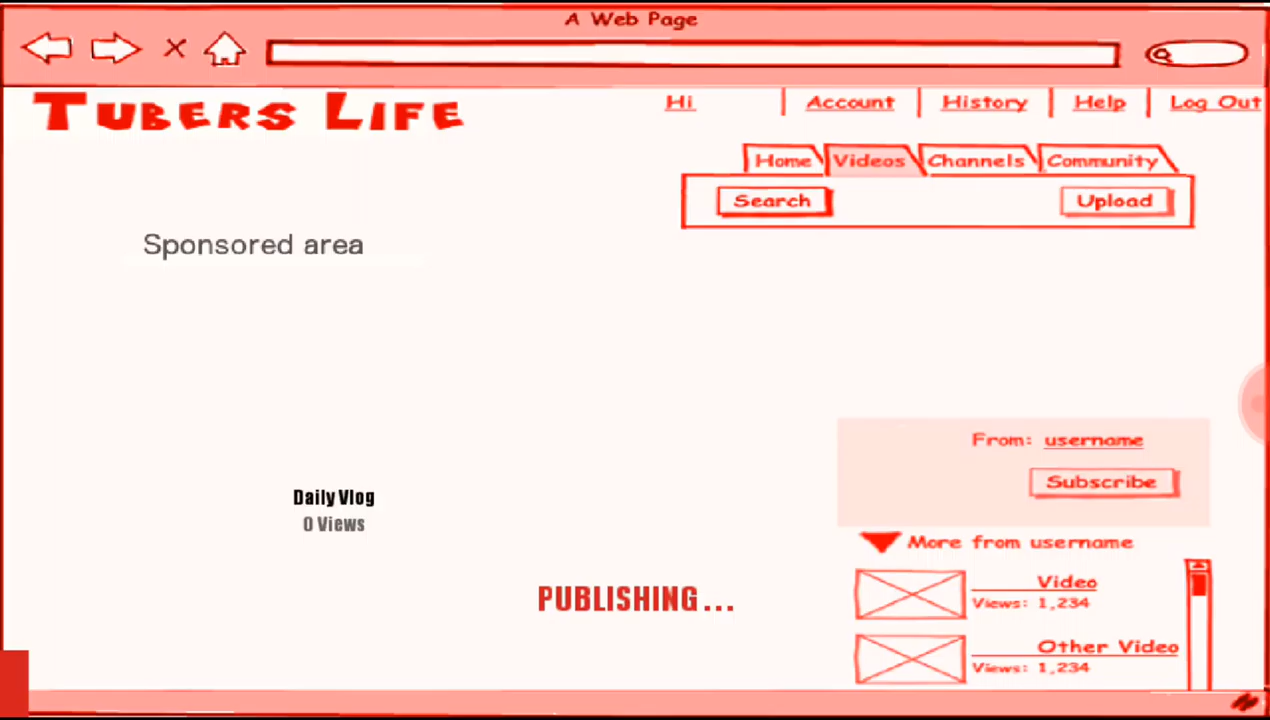 A Web Page
TUBERS LIFE
Hi
Account
History
Help
Log Out
Home
Videos
Channels
Community
Search
Upload
Sponsored area
From: username
Subscribe
Daily Vlog
0 Views
More from username
Video
Views: 1,234
PUBLISHING...
Other Video
Views: 1,234